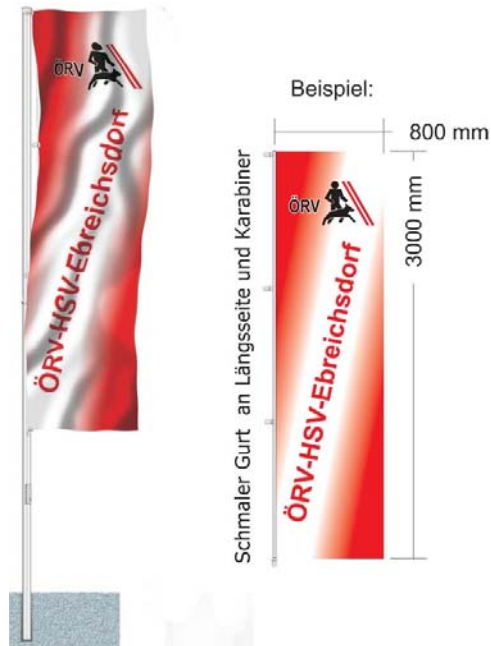 ÖRV
ÖRV-HSV-Ebreichsdorf
Beispiel:
800 mm
3000 mm
Schmaler Gurt an Längsseite und Karabiner
ÖRV
ÖRV-HSV-Ebreichsdorf